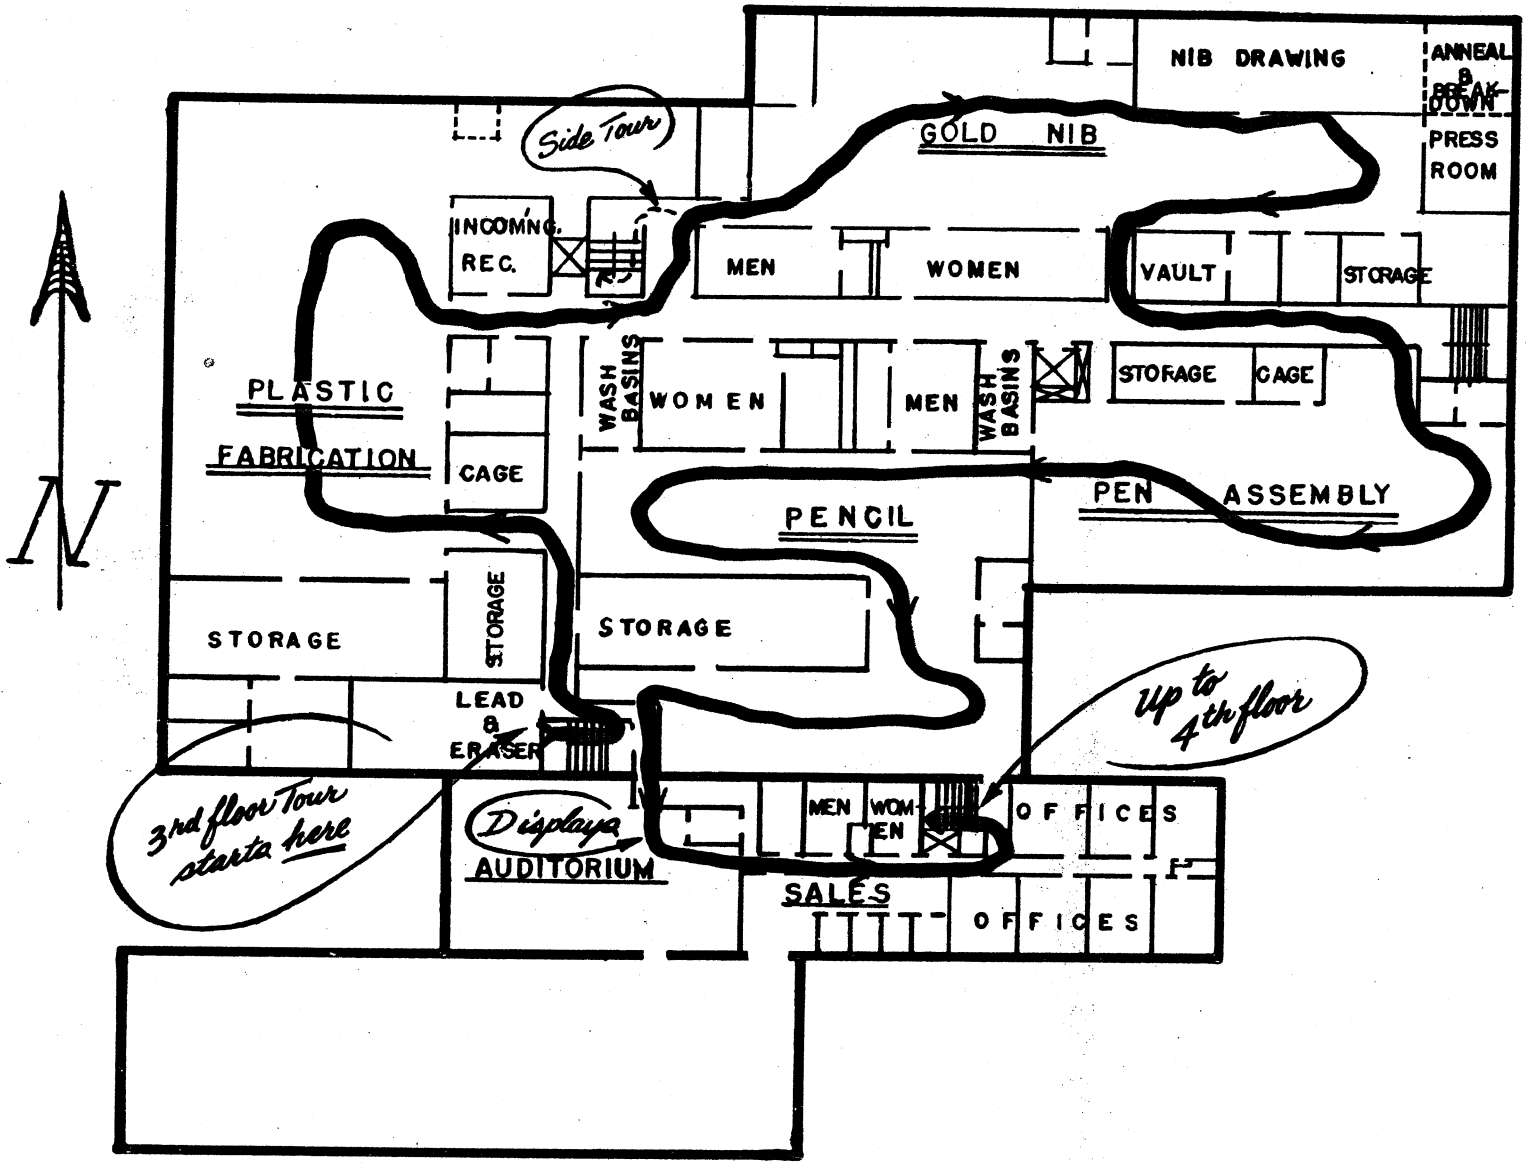 NIB DRAWING
ANNEAL
&
BREAK-
DOWN
PRESS
ROOM
Side Tour
GOLD NIB
INCOMING.
REC.
MEN
WOMEN
VAULT
STORAGE
PLASTIC
FABRICATION
WASH
BASINS
WOMEN
MEN
WASH
BASINS
STORAGE
CAGE
CAGE
PEN ASSEMBLY
PENCIL
N
STORAGE
STORAGE
STORAGE
LEAD
&
ERASER
Up to
4th floor
3rd floor Tour
starts here
Displays
AUDITORIUM
MEN
WOM-
EN
OFFICES
SALES
OFFICES